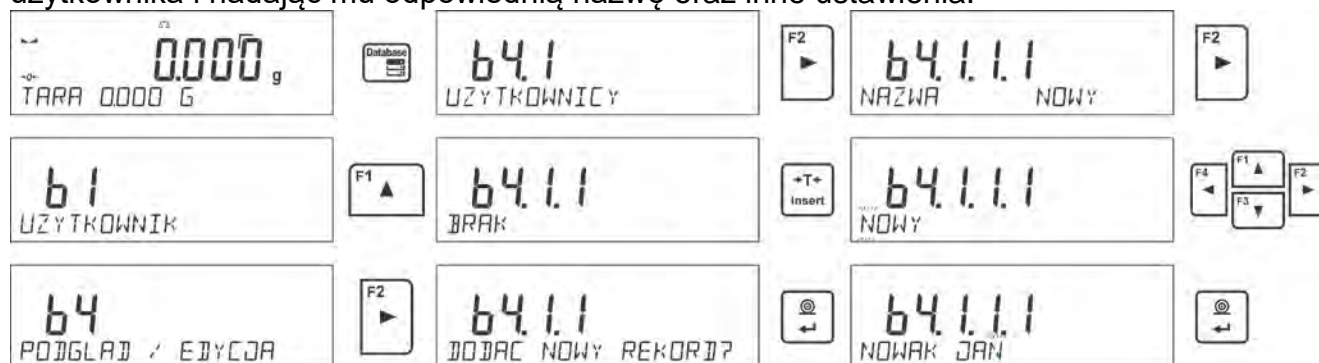 użytkownika i nadając mu odpowiednią nazwę oraz inne ustawienia.
0.000 g
-0-
TARA 0.000 G
Database
b4.1
UZYTKOWNICY
F2
b4.1.1.1
NAZWA NOWY
F2
b1
UZYTKOWNIK
F1
b4.1.1
BRAK
+T+
Insert
b4.1.1.1
NOWY
F4 F1 F2
F3
b4
PODGLAD / EDYCJA
F2
b4.1.1
DODAC NOWY REKORD?
b4.1.1.1
NOWAK JAN